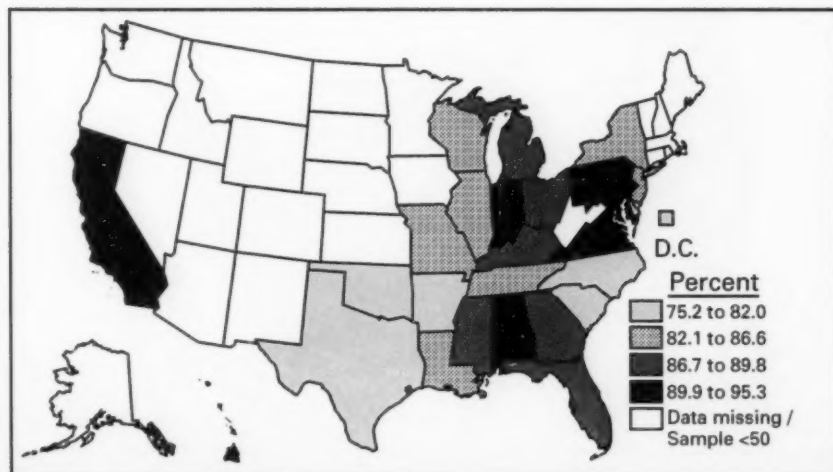 D.C.
Percent
75.2 to 82.0
82.1 to 86.6
86.7 to 89.8
89.9 to 95.3
Data missing /
Sample <50